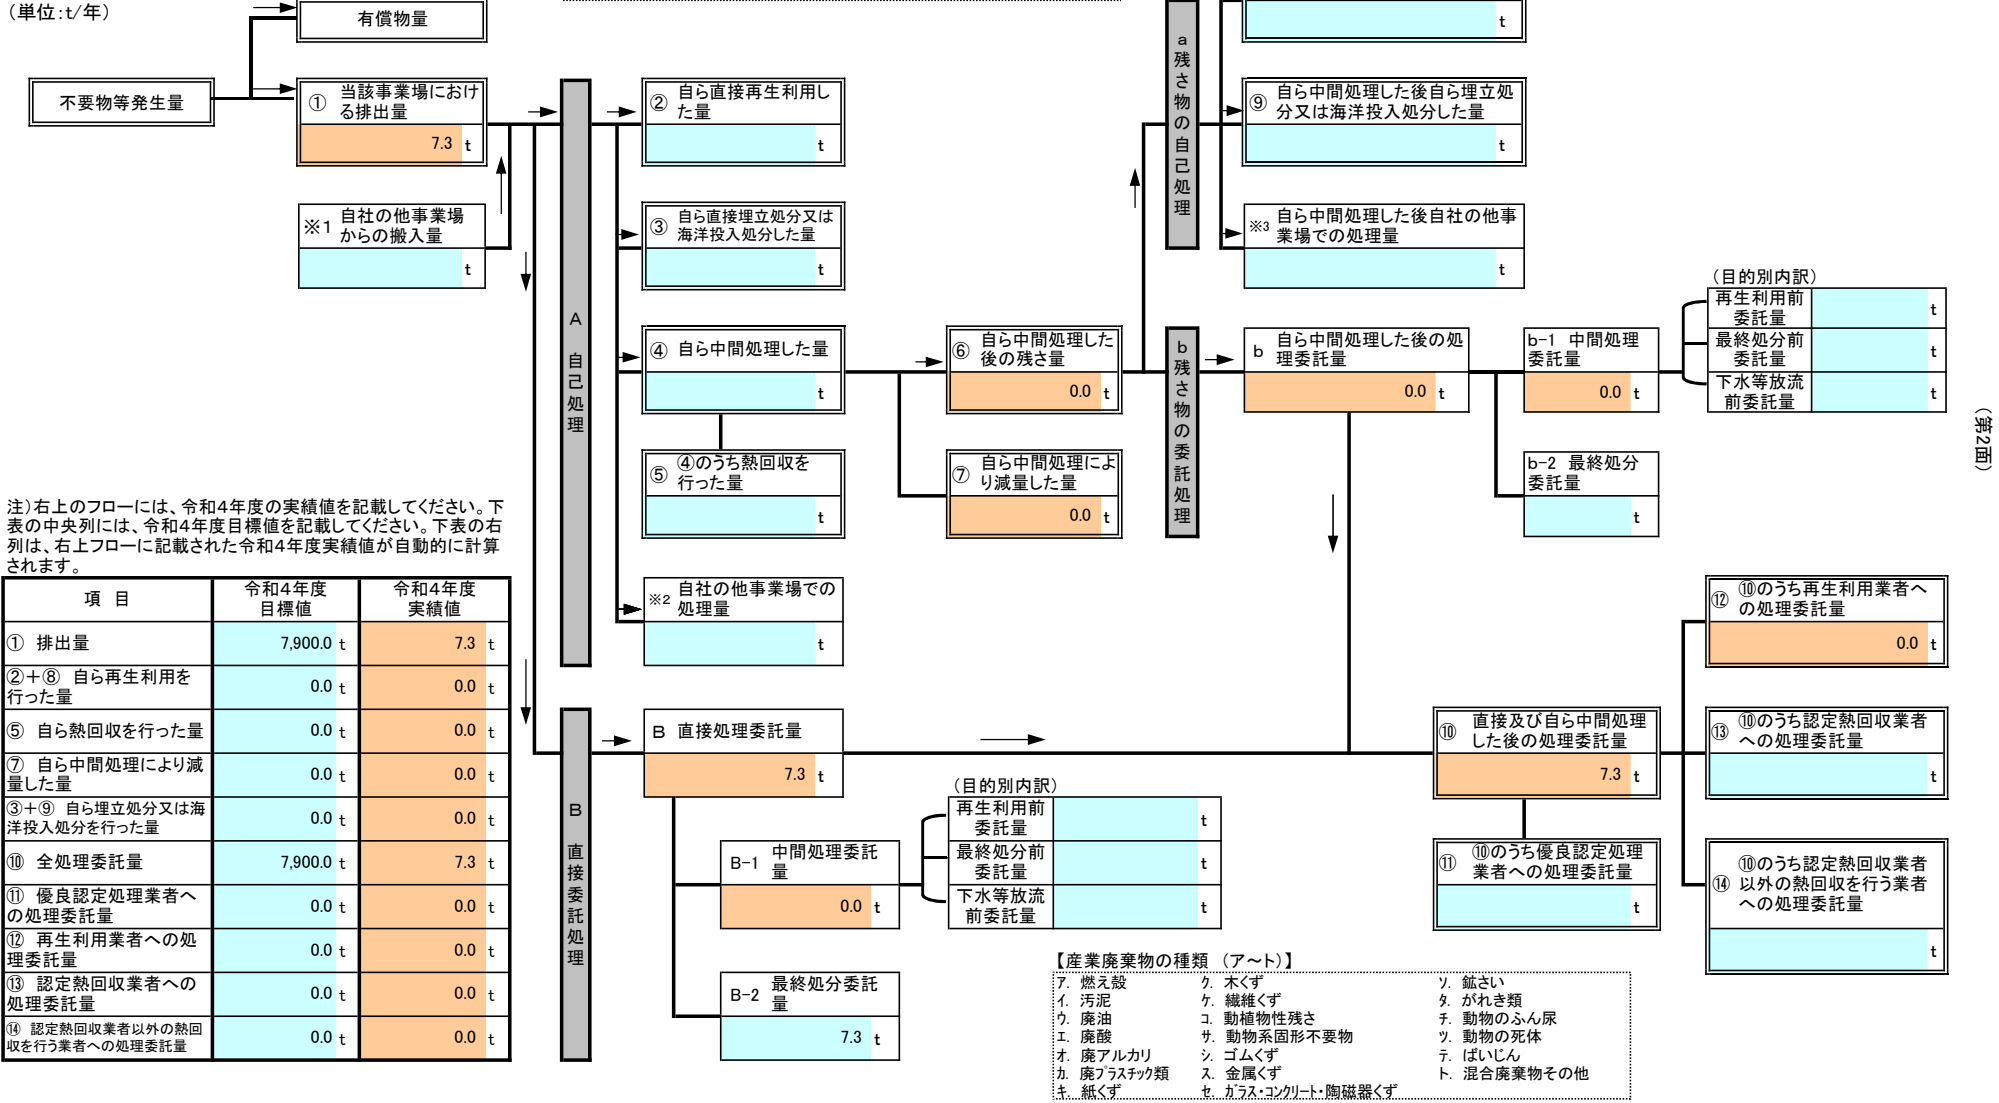 (単位:t/年)
有償物量
不要物等発生量
① 当該事業場におけ
る排出量
7.3 t
※1 自社の他事業場
からの搬入量
t
A 自己処理
② 自ら直接再生利用し
た量
t
③ 自ら直接埋立処分又は
海洋投入処分した量
t
④ 自ら中間処理した量
t
⑤ ④のうち熱回収を
行った量
t
※2 自社の他事業場での
処理量
t
⑥ 自ら中間処理した
後の残さ量
0.0 t
⑦ 自ら中間処理によ
り減量した量
0.0 t
a 残さ物の自己処理
t
⑨ 自ら中間処理した後自ら埋立処
分又は海洋投入処分した量
t
※3 自ら中間処理した後自社の他事
業場での処理量
t
b 残さ物の委託処理
b 自ら中間処理した後の処
理委託量
0.0 t
b-1 中間処理
委託量
0.0 t
b-2 最終処分
委託量
t
(目的別内訳)
再生利用前
委託量
t
最終処分前
委託量
t
下水等放流
前委託量
t
(第2面)
注)右上のフローには、令和4年度の実績値を記載してください。下
表の中央列には、令和4年度目標値を記載してください。下表の右
列は、右上フローに記載された令和4年度実績値が自動的に計算
されます。
項 目 令和4年度
目標値 令和4年度
実績値
① 排出量 7,900.0 t 7.3 t
②+⑧ 自ら再生利用を
行った量 0.0 t 0.0 t
⑤ 自ら熱回収を行った量 0.0 t 0.0 t
⑦ 自ら中間処理により減
量した量 0.0 t 0.0 t
③+⑨ 自ら埋立処分又は海
洋投入処分を行った量 0.0 t 0.0 t
⑩ 全処理委託量 7,900.0 t 7.3 t
⑪ 優良認定処理業者へ
の処理委託量 0.0 t 0.0 t
⑫ 再生利用業者への処
理委託量 0.0 t 0.0 t
⑬ 認定熱回収業者への
処理委託量 0.0 t 0.0 t
⑭ 認定熱回収業者以外の熱回
収を行う業者への処理委託量 0.0 t 0.0 t
B 直接委託処理
B 直接処理委託量
7.3 t
B-1 中間処理委託
量
0.0 t
B-2 最終処分委託
量
7.3 t
(目的別内訳)
再生利用前
委託量
t
最終処分前
委託量
t
下水等放流
前委託量
t
⑩ 直接及び自ら中間処理
した後の処理委託量
7.3 t
⑪ ⑩のうち優良認定処理
業者への処理委託量
t
⑫ ⑩のうち再生利用業者へ
の処理委託量
0.0 t
⑬ ⑩のうち認定熱回収業者
への処理委託量
t
⑭ ⑩のうち認定熱回収業者
以外の熱回収を行う業者
への処理委託量
t
【産業廃棄物の種類 (ア~ト)】
ア. 燃え殻
イ. 汚泥
ウ. 廃油
エ. 廃酸
オ. 廃アルカリ
カ. 廃プラスチック類
キ. 紙くず
ク. 木くず
ケ. 繊維くず
コ. 動植物性残さ
サ. 動物系固形不要物
シ. ゴムくず
ス. 金属くず
セ. ガラス・コンクリート・陶磁器くず
ソ. 鉱さい
タ. がれき類
チ. 動物のふん尿
ツ. 動物の死体
テ. ばいじん
ト. 混合廃棄物その他